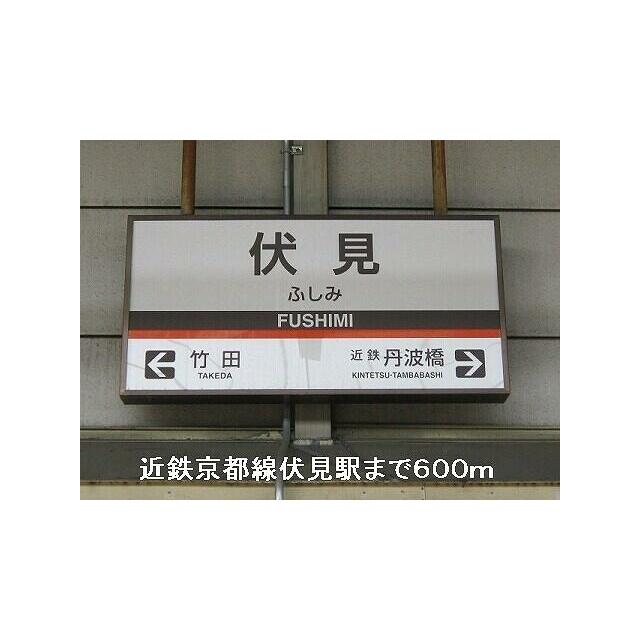 伏見
ふしみ
FUSHIMI
竹田
TAKEDA
近鉄丹波橋
KINTETSU-TAMBABASHI
近鉄京都線伏見駅まで600m